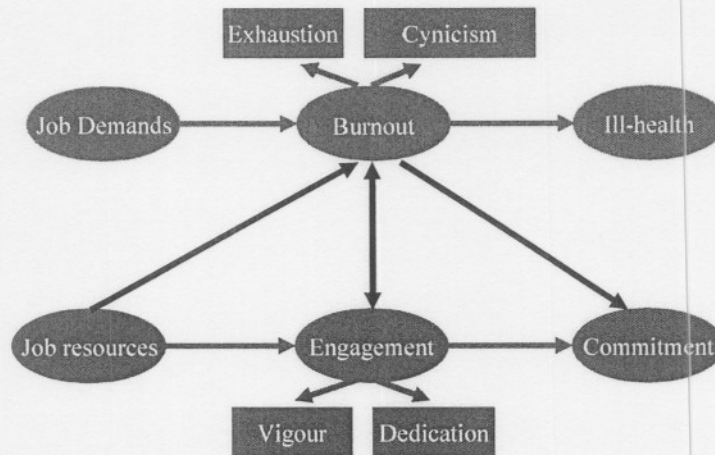 Exhaustion
Cynicism
Job Demands
Burnout
Ill-health
Job resources
Engagement
Commitment
Vigour
Dedication